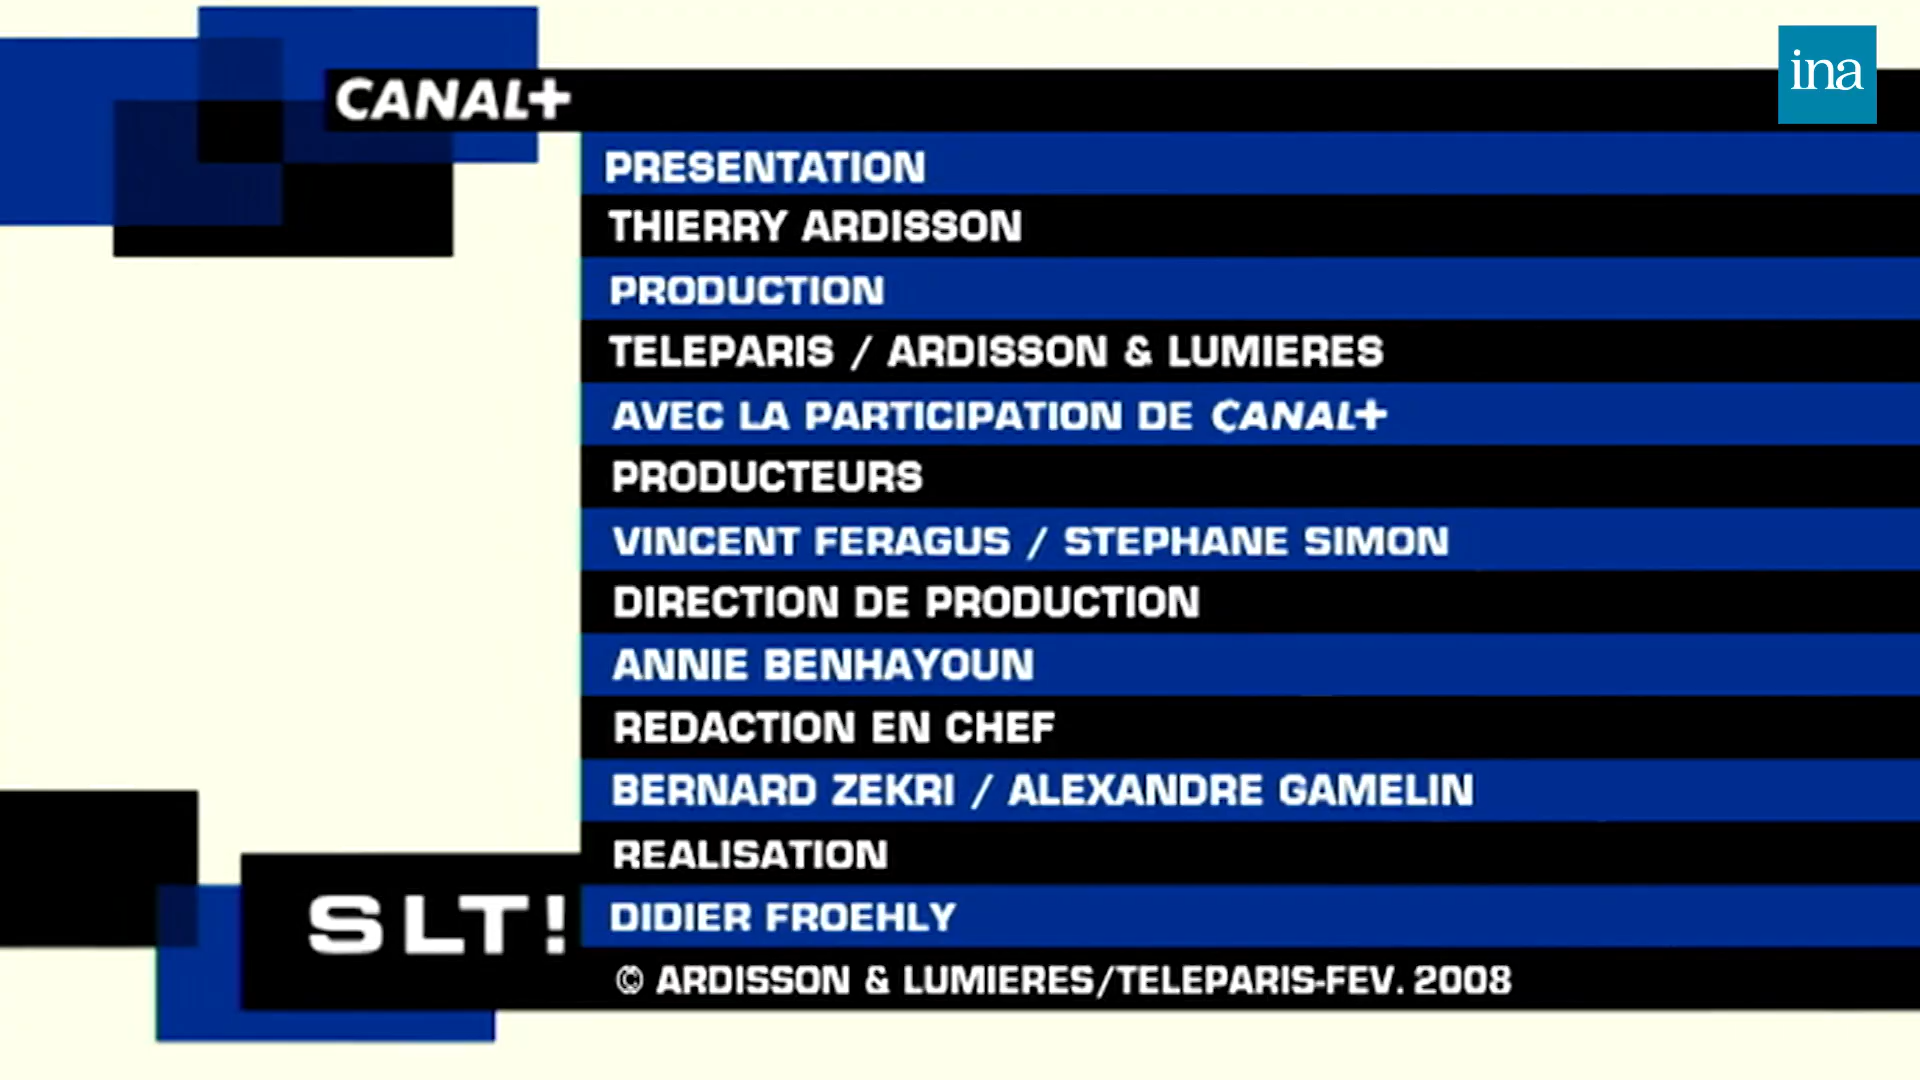 ina
CANAL+
PRESENTATION
THIERRY ARDISSON
PRODUCTION
TELEPARIS / ARDISSON & LUMIERES
AVEC LA PARTICIPATION DE CANAL+
PRODUCTEURS
VINCENT FERAGUS / STEPHANE SIMON
DIRECTION DE PRODUCTION
ANNIE BENHAYOUN
REDACTION EN CHEF
BERNARD ZEKRI / ALEXANDRE GAMELIN
REALISATION
SLT!
DIDIER FROEHLY
© ARDISSON & LUMIERES/TELEPARIS-FEV. 2008